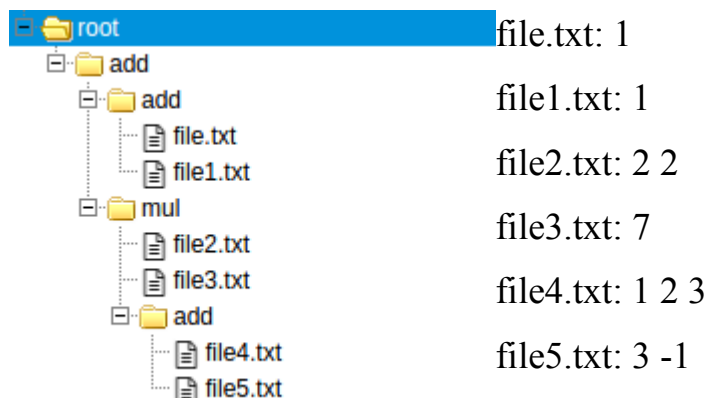 root
add
add
file.txt
file1.txt
mul
file2.txt
file3.txt
add
file4.txt
file5.txt
file.txt: 1
file1.txt: 1
file2.txt: 2 2
file3.txt: 7
file4.txt: 1 2 3
file5.txt: 3 -1